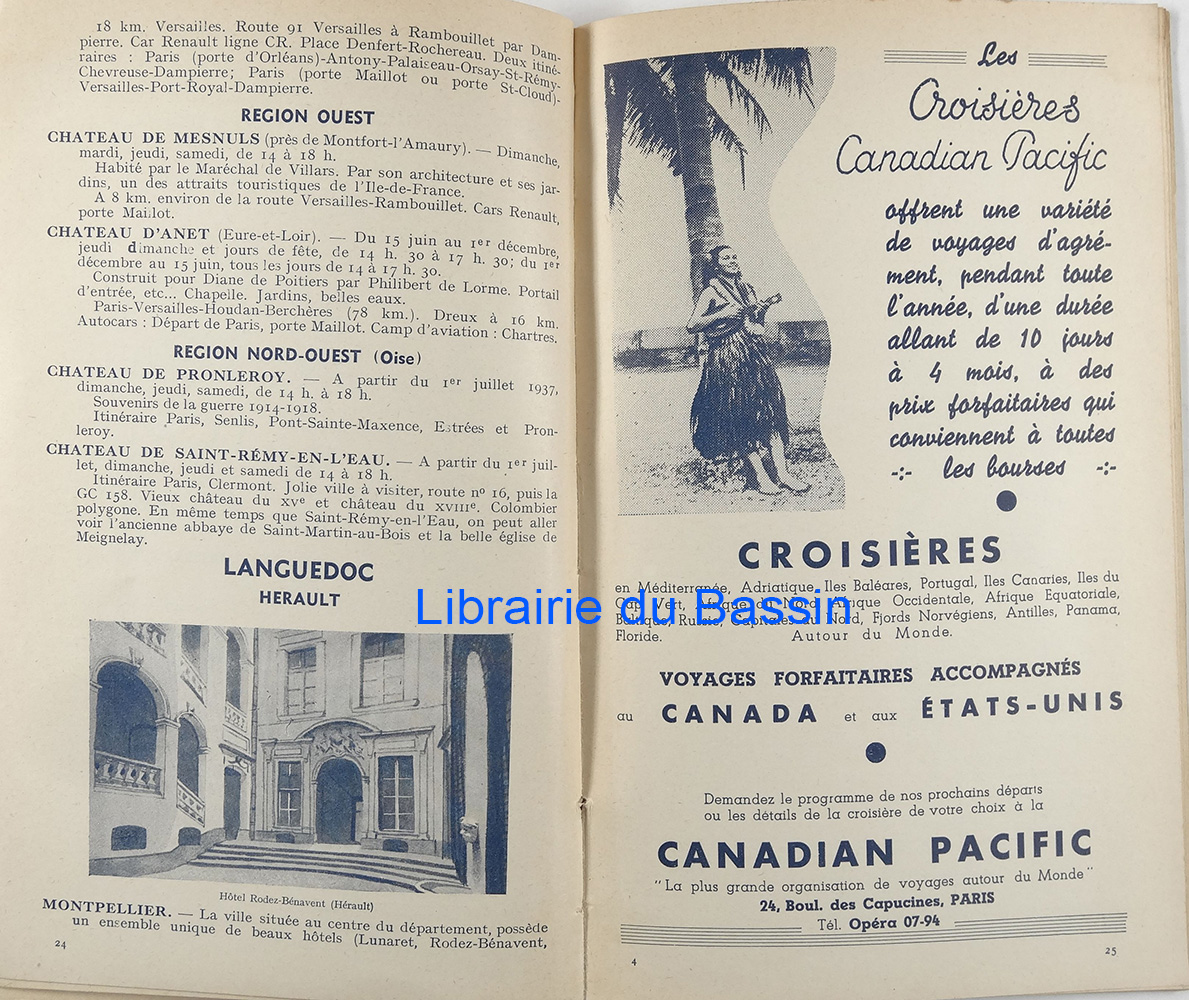 18 km. Versailles. Route 91 Versailles à Rambouillet par Dam-
pierre. Car Renault ligne CR. Place Denfert-Rochereau. Deux itiné-
raires : Paris (porte d'Orléans)-Antony-Palaiseau-Orsay-St-Rémy-
Chevreuse-Dampierre; Paris (porte Maillot ou porte St-Cloud)-
Versailles-Port-Royal-Dampierre.
REGION OUEST
CHATEAU DE MESNULS (près de Montfort-l'Amaury). — Dimanche,
mardi, jeudi, samedi, de 14 à 18 h.
Habité par le Maréchal de Villars. Par son architecture et ses jar-
dins, un des attraits touristiques de l'Ile-de-France.
A 8 km. environ de la route Versailles-Rambouillet. Cars Renault,
porte Maillot.
CHATEAU D'ANET (Eure-et-Loir). — Du 15 juin au 1er décembre,
jeudi dimanche et jours de fête, de 14 h. 30 à 17 h. 30; du 1er
décembre au 15 juin, tous les jours de 14 à 17 h. 30.
Construit pour Diane de Poitiers par Philibert de Lorme. Portail
d'entrée, etc... Chapelle. Jardins, belles eaux.
Paris-Versailles-Houdan-Berchères (78 km.). Dreux à 16 km.
Autocars : Départ de Paris, porte Maillot. Camp d'aviation : Chartres.
REGION NORD-OUEST (Oise)
CHATEAU DE PRONLEROY. — A partir du 1er juillet 1937,
dimanche, jeudi, samedi, de 14 h. à 18 h.
Souvenirs de la guerre 1914-1918.
Itinéraire Paris, Senlis, Pont-Sainte-Maxence, Estrées et Pron-
leroy.
CHATEAU DE SAINT-RÉMY-EN-L'EAU. — A partir du 1er juil-
let, dimanche, jeudi et samedi de 14 à 18 h.
Itinéraire Paris, Clermont. Jolie ville à visiter, route nº 16, puis la
GC 158. Vieux château du XVe et château du XVIIIe. Colombier
polygone. En même temps que Saint-Rémy-en-l'Eau, on peut aller
voir l'ancienne abbaye de Saint-Martin-au-Bois et la belle église de
Meignelay.
LANGUEDOC
HERAULT
Hôtel Rodez-Bénavent (Hérault)
MONTPELLIER. — La ville située au centre du département, possède
un ensemble unique de beaux hôtels (Lunaret, Rodez-Bénavent,
24
Les
Croisières
Canadian Pacific
offrent une variété
de voyages d'agré-
ment, pendant toute
l'année, d'une durée
allant de 10 jours
à 4 mois, à des
prix forfaitaires qui
conviennent à toutes
-:- les bourses -:-
CROISIÈRES
en Méditerranée, Adriatique, Iles Baléares, Portugal, Iles Canaries, Iles du
Cap Vert, Afrique du Nord, Afrique Occidentale, Afrique Equatoriale,
Baltique, Russie, Capitales du Nord, Fjords Norvégiens, Antilles, Panama,
Floride. Autour du Monde.
Librairie du Bassin
VOYAGES FORFAITAIRES ACCOMPAGNÉS
au CANADA et aux ÉTATS-UNIS
Demandez le programme de nos prochains départs
ou les détails de la croisière de votre choix à la
CANADIAN PACIFIC
"La plus grande organisation de voyages autour du Monde"
24, Boul. des Capucines, PARIS
Tél. Opéra 07-94
4
25